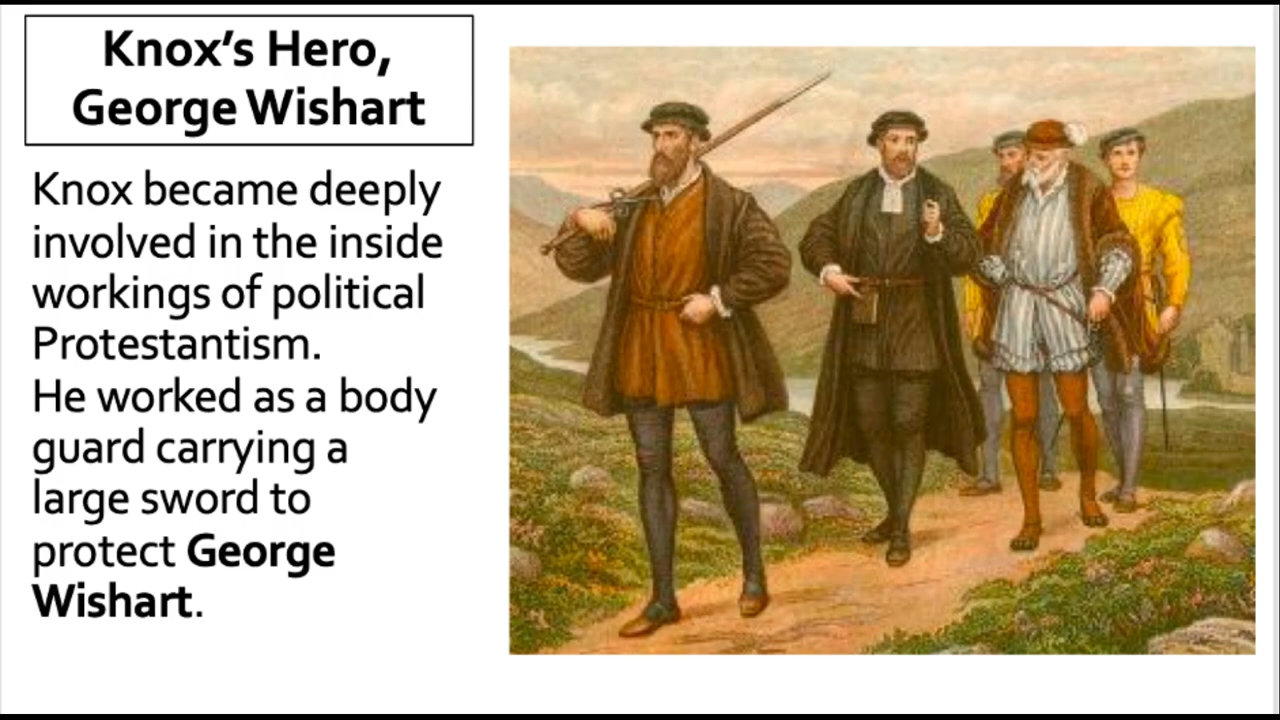 Knox’s Hero,
George Wishart
Knox became deeply
involved in the inside
workings of political
Protestantism.
He worked as a body
guard carrying a
large sword to
protect George
Wishart.